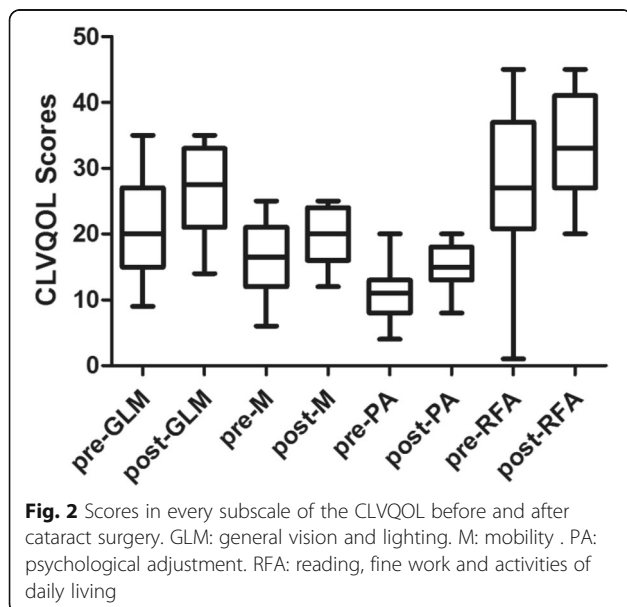 50
40
30
20
10
0
CLVQOL Scores
pre-GLM
post-GLM
pre-M
post-M
pre-PA
post-PA
pre-RFA
post-RFA
Fig. 2 Scores in every subscale of the CLVQOL before and after
cataract surgery. GLM: general vision and lighting. M: mobility . PA:
psychological adjustment. RFA: reading, fine work and activities of
daily living